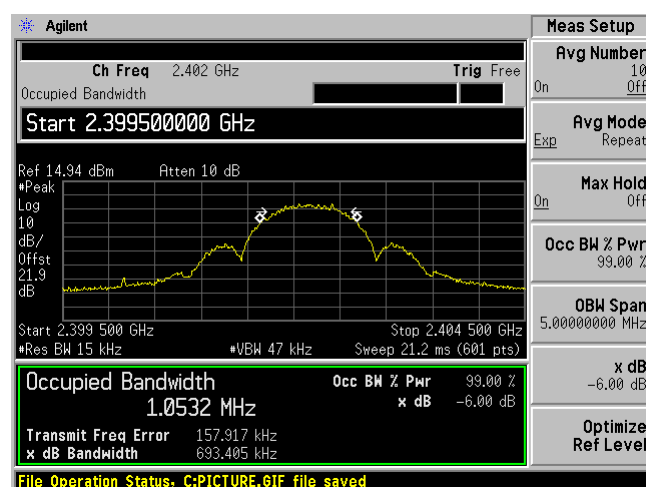 Agilent
Meas Setup
Ch Freq 2.402 GHz Trig Free
Occupied Bandwidth
Start 2.399500000 GHz
Ref 14.94 dBm Atten 10 dB
#Peak
Log
10
dB/
Offst
21.9
dB
Start 2.399 500 GHz Stop 2.404 500 GHz
#Res BW 15 kHz #VBW 47 kHz Sweep 21.2 ms (601 pts)
Occupied Bandwidth Occ BW % Pwr 99.00 %
1.0532 MHz x dB -6.00 dB
Transmit Freq Error 157.917 kHz
x dB Bandwidth 693.405 kHz
Avg Number
10
On Off
Avg Mode
Exp Repeat
Max Hold
On Off
Occ BW % Pwr
99.00 %
OBW Span
5.00000000 MHz
x dB
-6.00 dB
Optimize
Ref Level
File Operation Status, C:PICTURE.GIF file saved